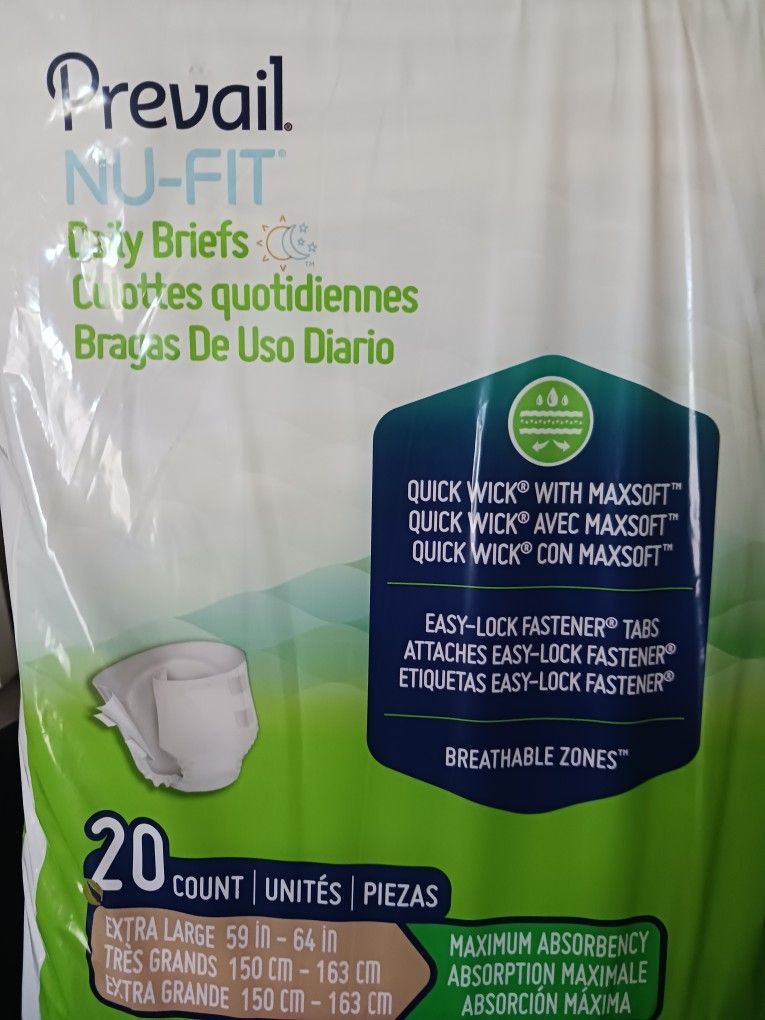 Prevail®
NU-FIT®
Daily Briefs ™
Culottes quotidiennes
Bragas De Uso Diario
QUICK WICK® WITH MAXSOFT™
QUICK WICK® AVEC MAXSOFT™
QUICK WICK® CON MAXSOFT™
EASY-LOCK FASTENER® TABS
ATTACHES EASY-LOCK FASTENER®
ETIQUETAS EASY-LOCK FASTENER®
BREATHABLE ZONES™
20 COUNT | UNITÉS | PIEZAS
EXTRA LARGE 59 in - 64 in
TRÈS GRANDS 150 cm - 163 cm
EXTRA GRANDE 150 cm - 163 cm
MAXIMUM ABSORBENCY
ABSORPTION MAXIMALE
ABSORCIÓN MÁXIMA